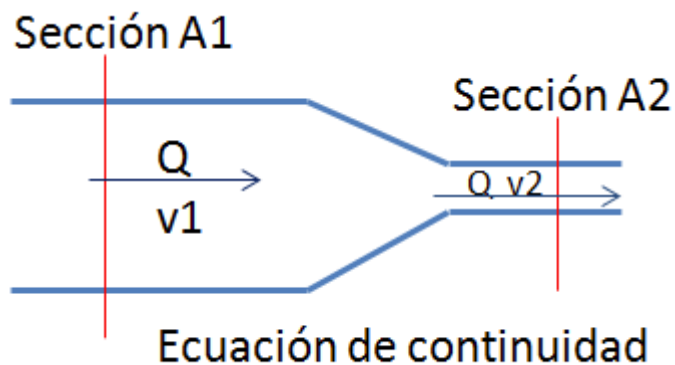 Sección A1
Sección A2
Q
v1
Q v2
Ecuación de continuidad